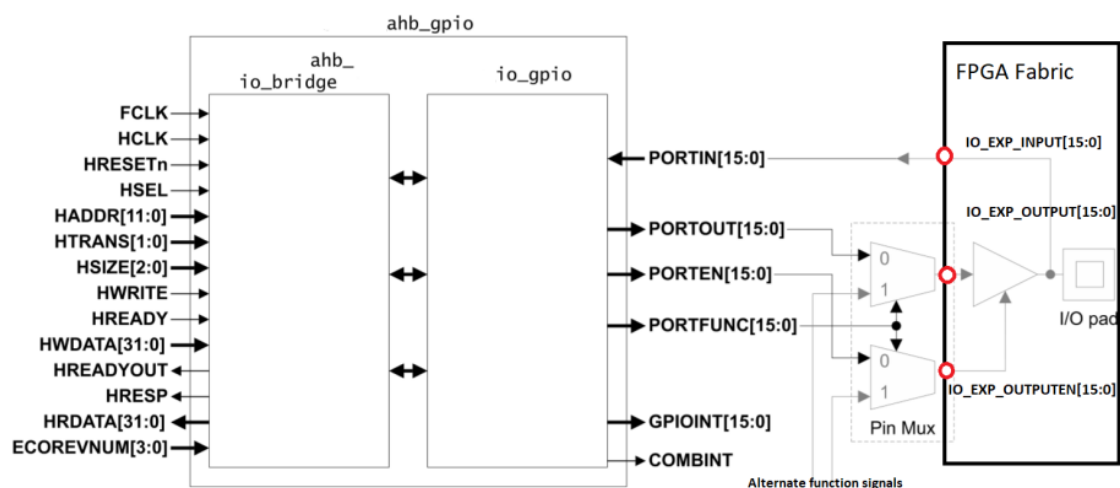 ahb_gpio
ahb_
io_bridge
io_gpio
FPGA Fabric
FCLK
HCLK
HRESETn
HSEL
HADDR[11:0]
HTRANS[1:0]
HSIZE[2:0]
HWRITE
HREADY
HWDATA[31:0]
HREADYOUT
HRESP
HRDATA[31:0]
ECOREVNUM[3:0]
PORTIN[15:0]
PORTOUT[15:0]
PORTEN[15:0]
PORTFUNC[15:0]
GPIOINT[15:0]
COMBINT
0
1
0
1
Pin Mux
Alternate function signals
IO_EXP_INPUT[15:0]
IO_EXP_OUTPUT[15:0]
I/O pad
IO_EXP_OUTPUTEN[15:0]